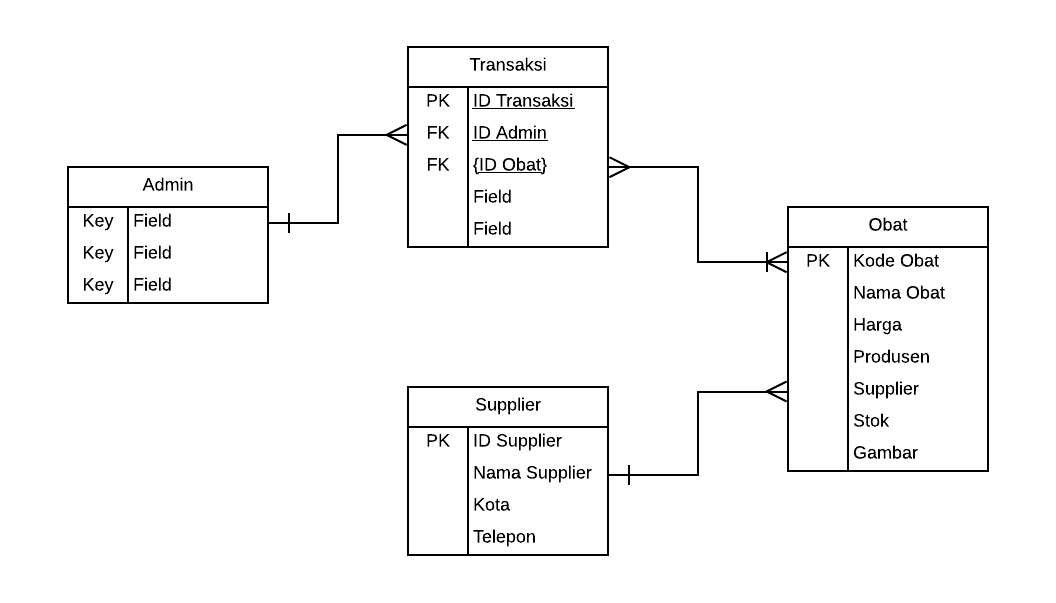 Transaksi
PK ID Transaksi
FK ID Admin
FK {ID Obat}
Field
Field
Admin
Key Field
Key Field
Key Field
Obat
PK Kode Obat
Nama Obat
Harga
Produsen
Supplier
Stok
Gambar
Supplier
PK ID Supplier
Nama Supplier
Kota
Telepon